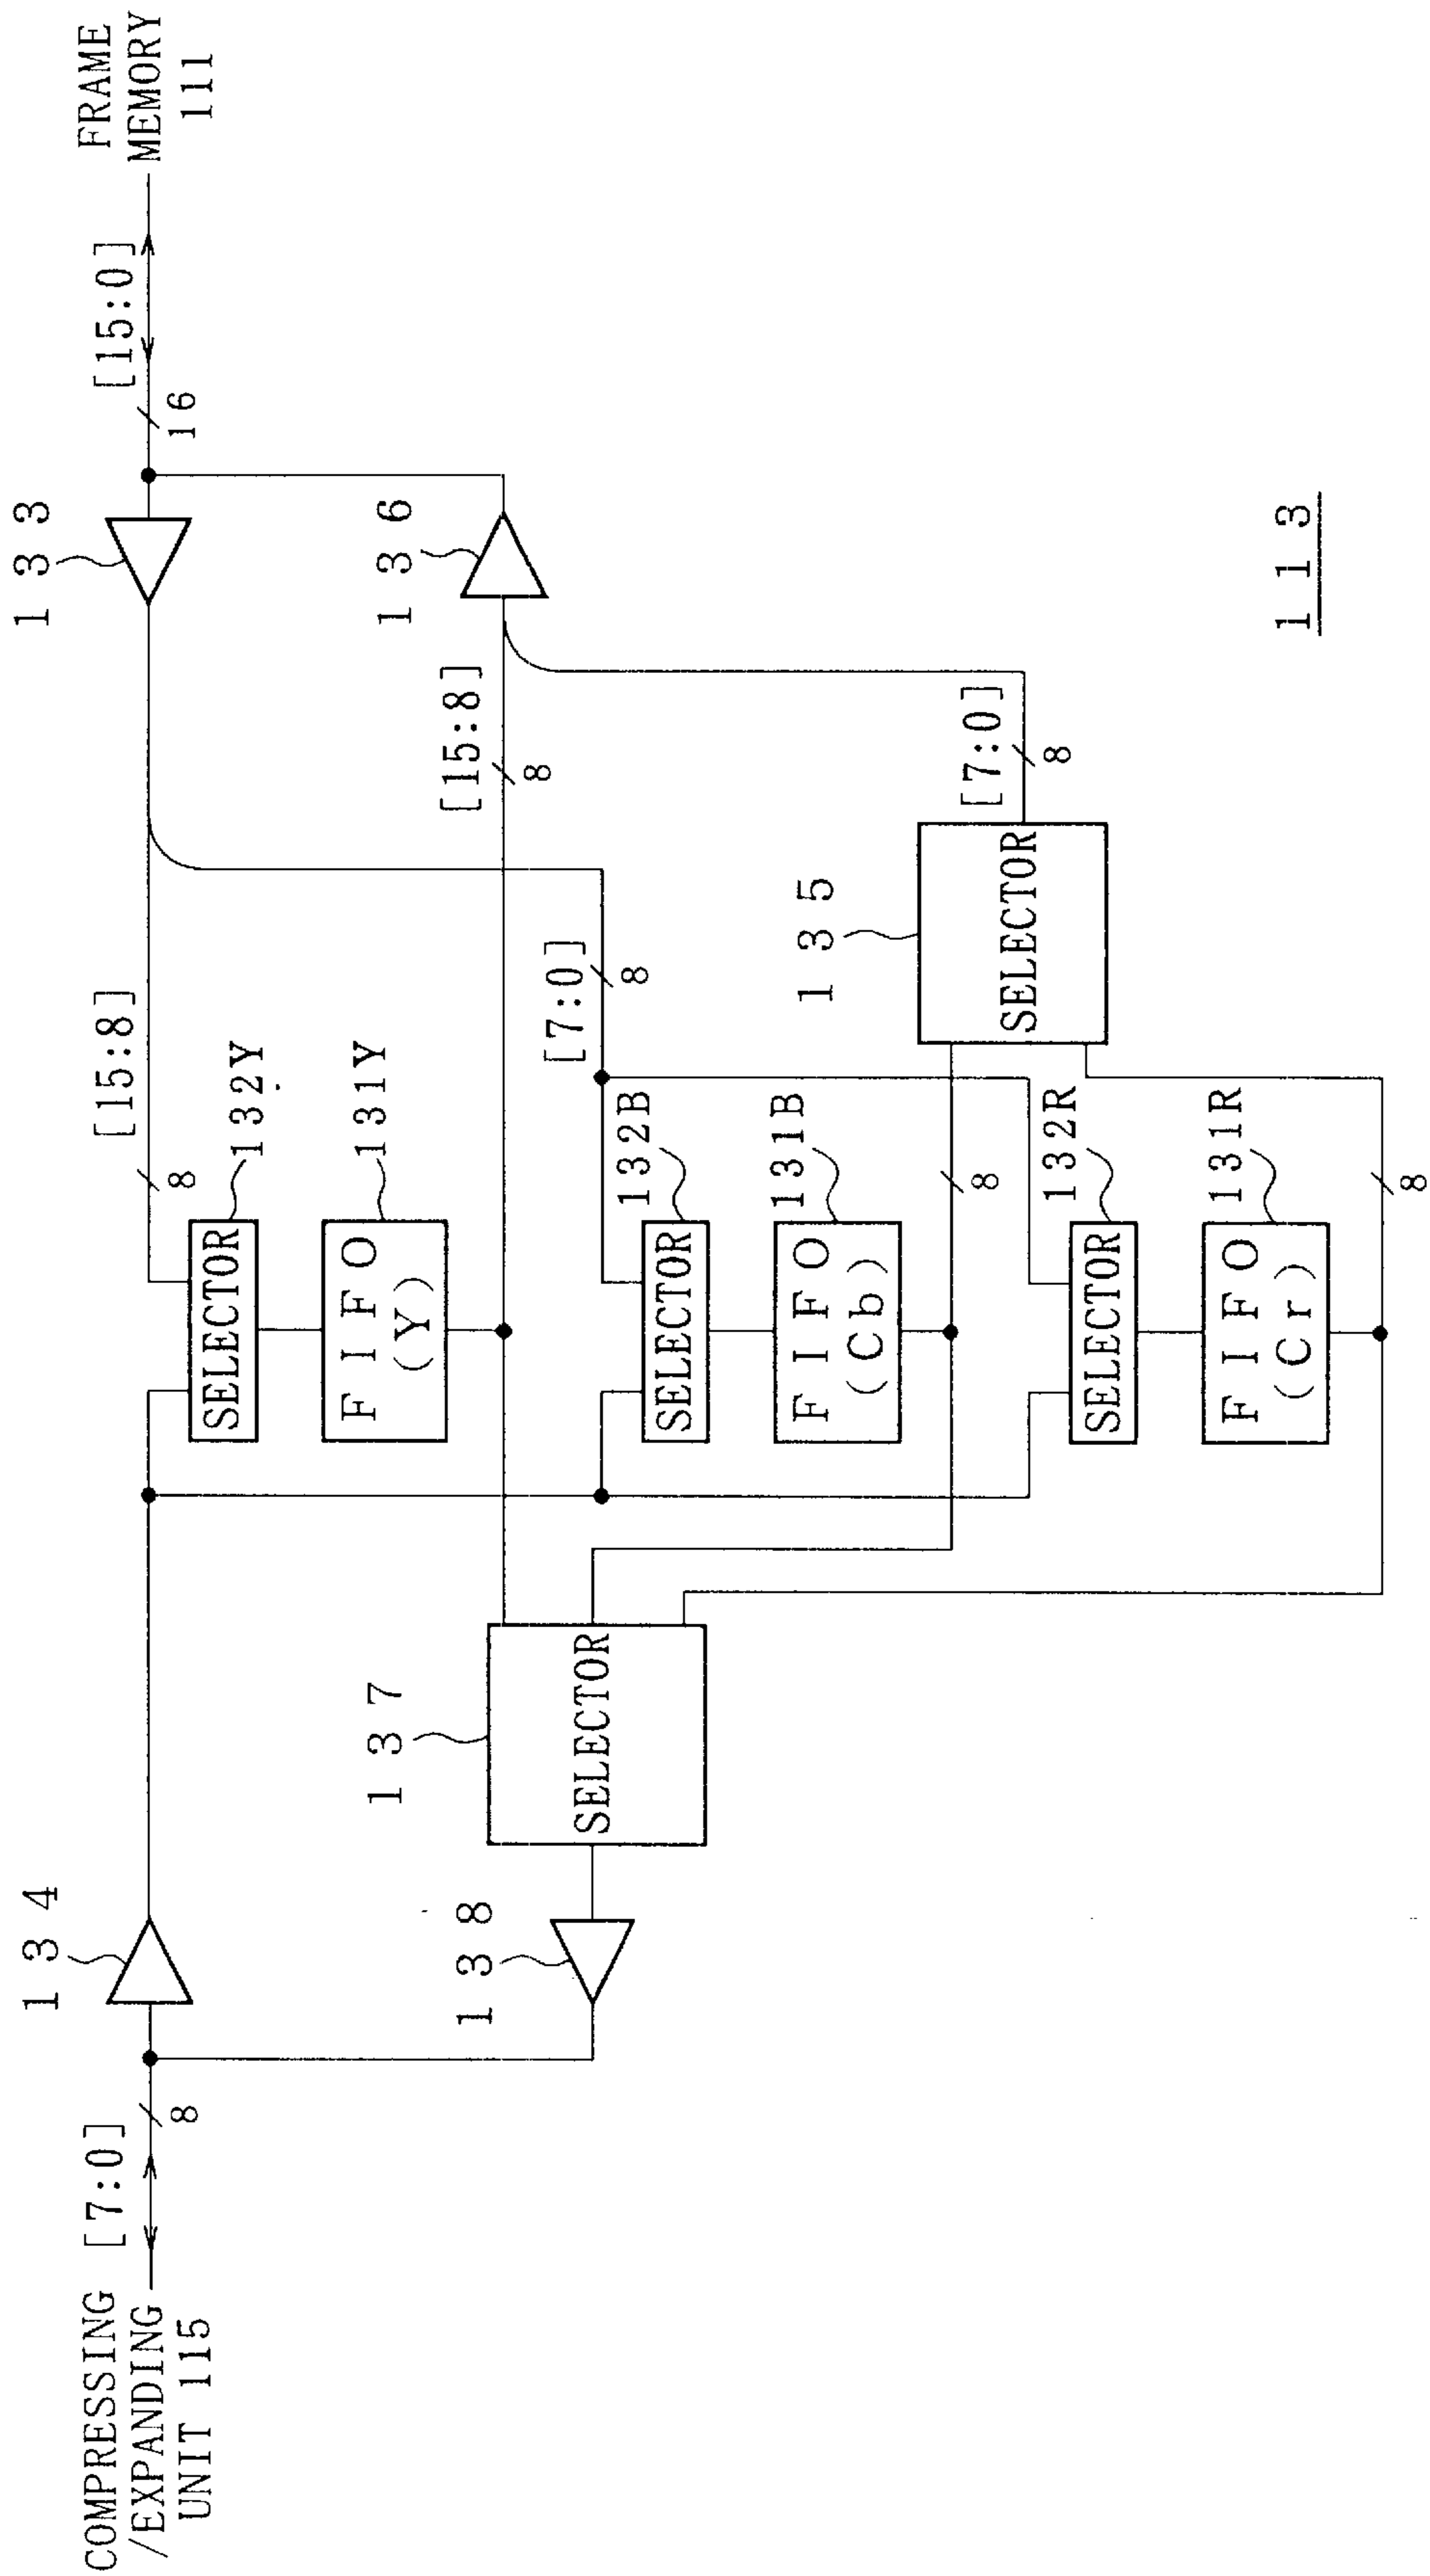 COMPRESSING
/EXPANDING
UNIT 115
[7:0]
8
134
[15:8]
8
133
16
[15:0]
FRAME
MEMORY
111
SELECTOR
132Y
FIFO
(Y)
131Y
[15:8]
8
136
137
SELECTOR
138
[7:0]
8
SELECTOR
132B
FIFO
(Cb)
131B
8
135
SELECTOR
[7:0]
8
SELECTOR
132R
FIFO
(Cr)
131R
8
113